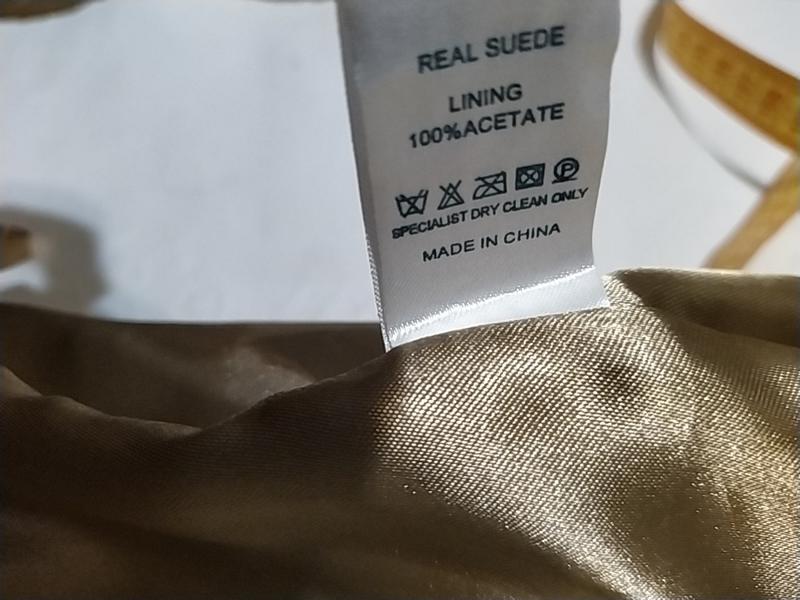 REAL SUEDE
LINING
100%ACETATE
P
SPECIALIST DRY CLEAN ONLY
MADE IN CHINA